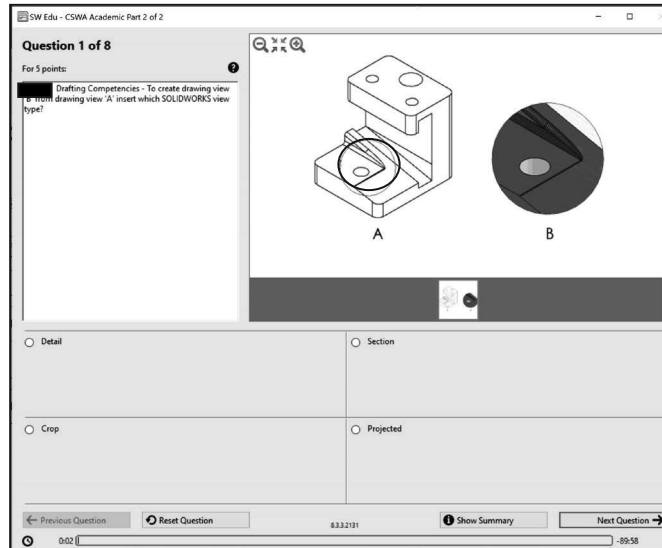 SW Edu - CSWA Academic Part 2 of 2
Question 1 of 8
For 5 points:
?
Drafting Competencies - To create drawing view
'B' from drawing view 'A' insert which SOLIDWORKS view
type?
A
B
Detail
Section
Crop
Projected
Previous Question
Reset Question
8.3.3.2131
Show Summary
Next Question
0:02
-89:58